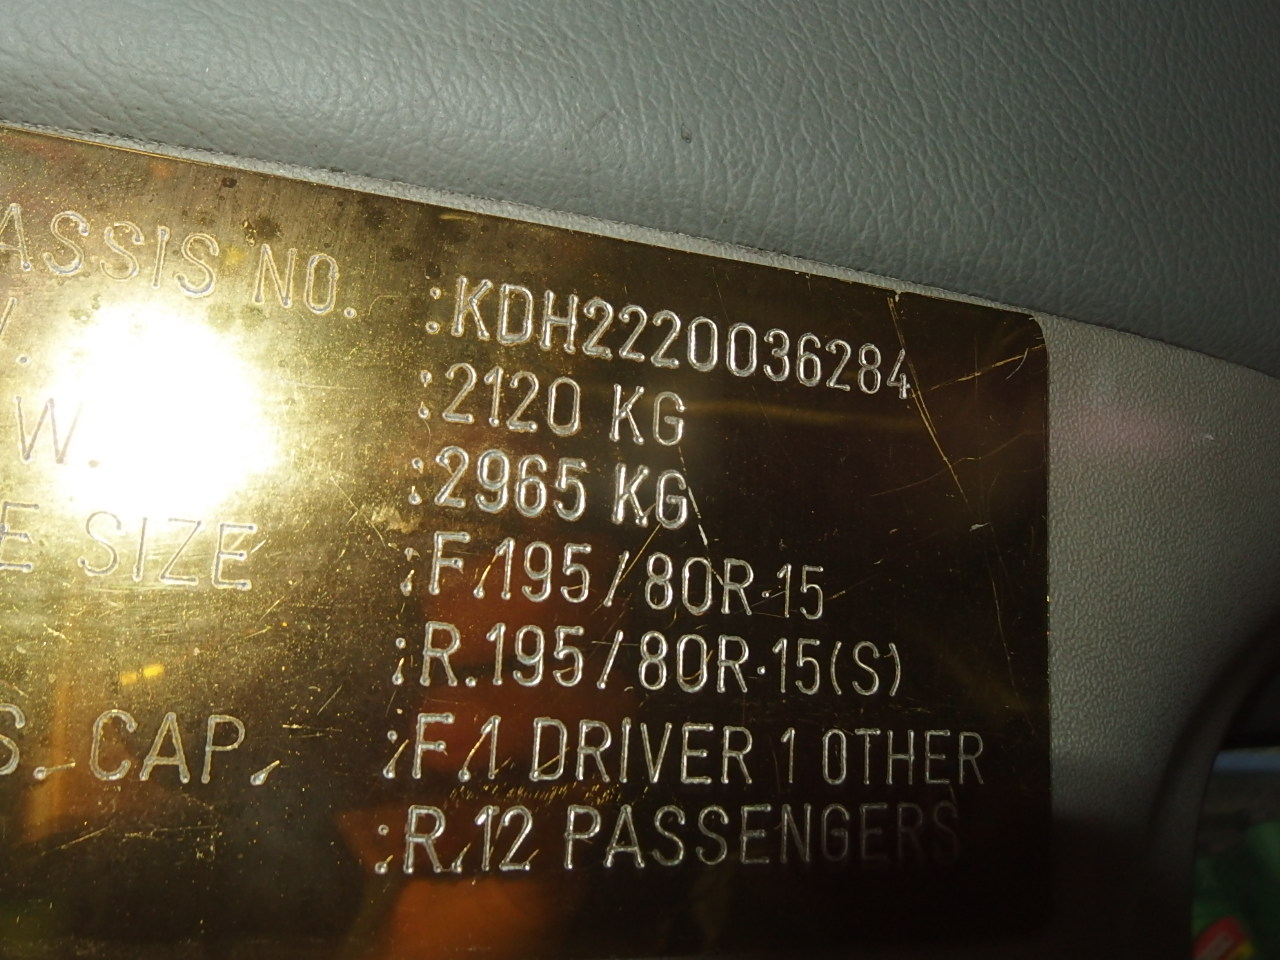 ASSIS NO. :KDH2220036284
. :2120 KG
W. :2965 KG
E SIZE :F.195/80R·15
:R.195/80R·15(S)
S. CAP. :F.1 DRIVER 1 OTHER
:R.12 PASSENGERS